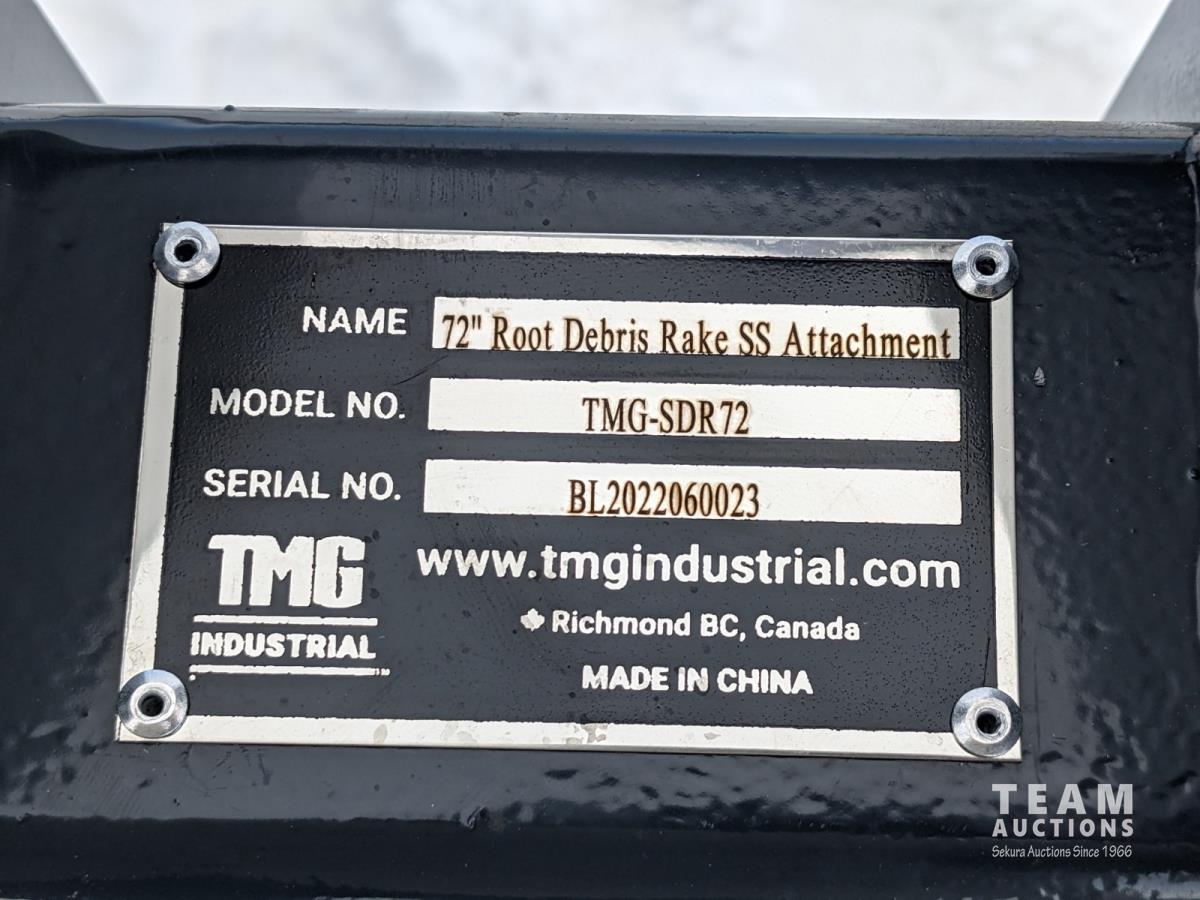 NAME 72" Root Debris Rake SS Attachment
MODEL NO. TMG-SDR72
SERIAL NO. BL2022060023
TMG
INDUSTRIAL
www.tmgindustrial.com
Richmond BC, Canada
MADE IN CHINA
TEAM
AUCTIONS
Sekura Auctions Since 1966